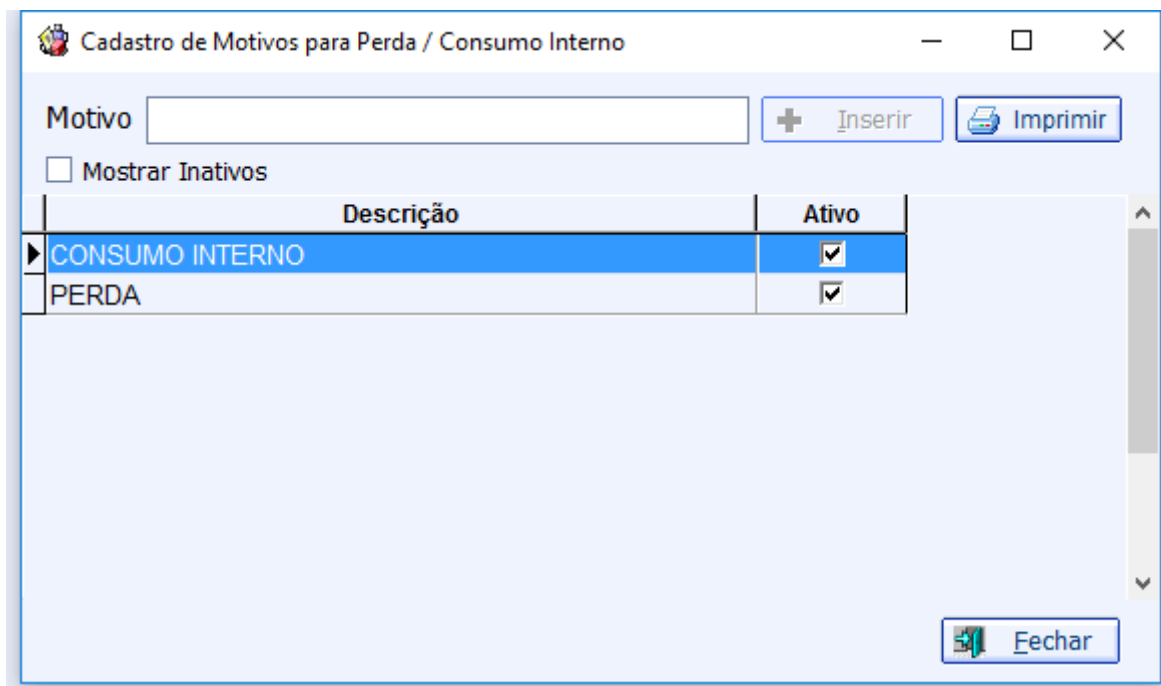 Cadastro de Motivos para Perda / Consumo Interno
Motivo Inserir Imprimir
Mostrar Inativos
Descrição Ativo
CONSUMO INTERNO
PERDA
Fechar